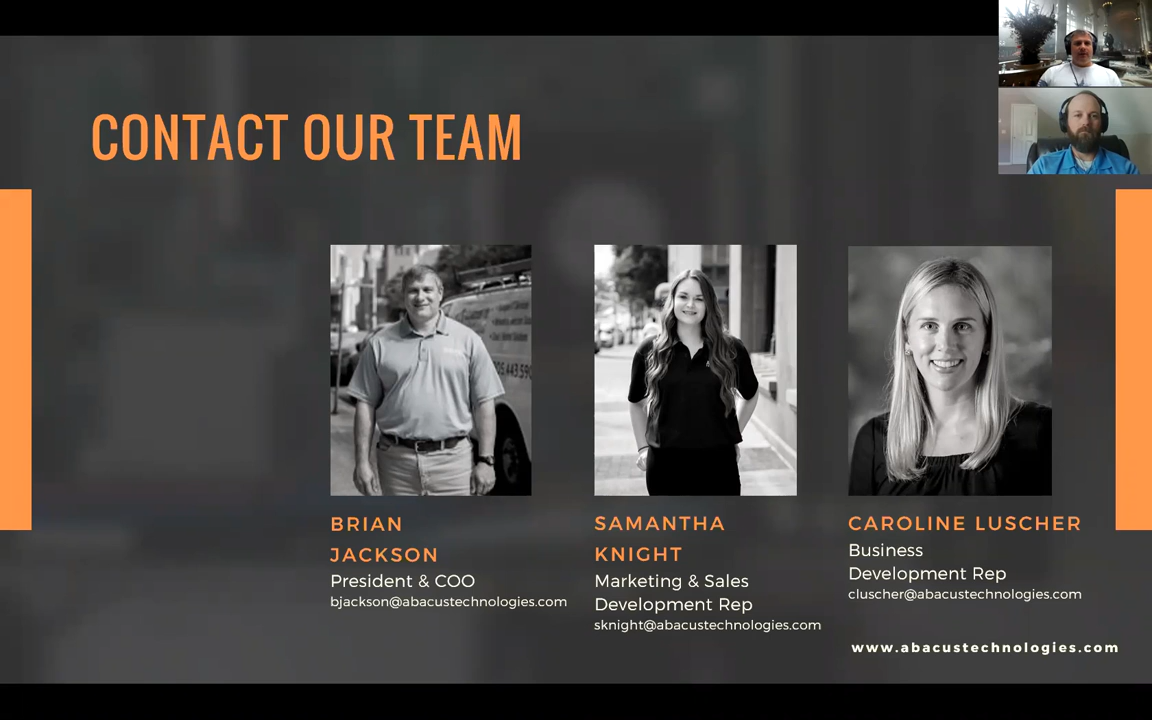 CONTACT OUR TEAM
BRIAN
JACKSON
President & COO
bjackson@abacustechnologies.com
SAMANTHA
KNIGHT
Marketing & Sales
Development Rep
sknight@abacustechnologies.com
CAROLINE LUSCHER
Business
Development Rep
cluscher@abacustechnologies.com
www.abacustechnologies.com